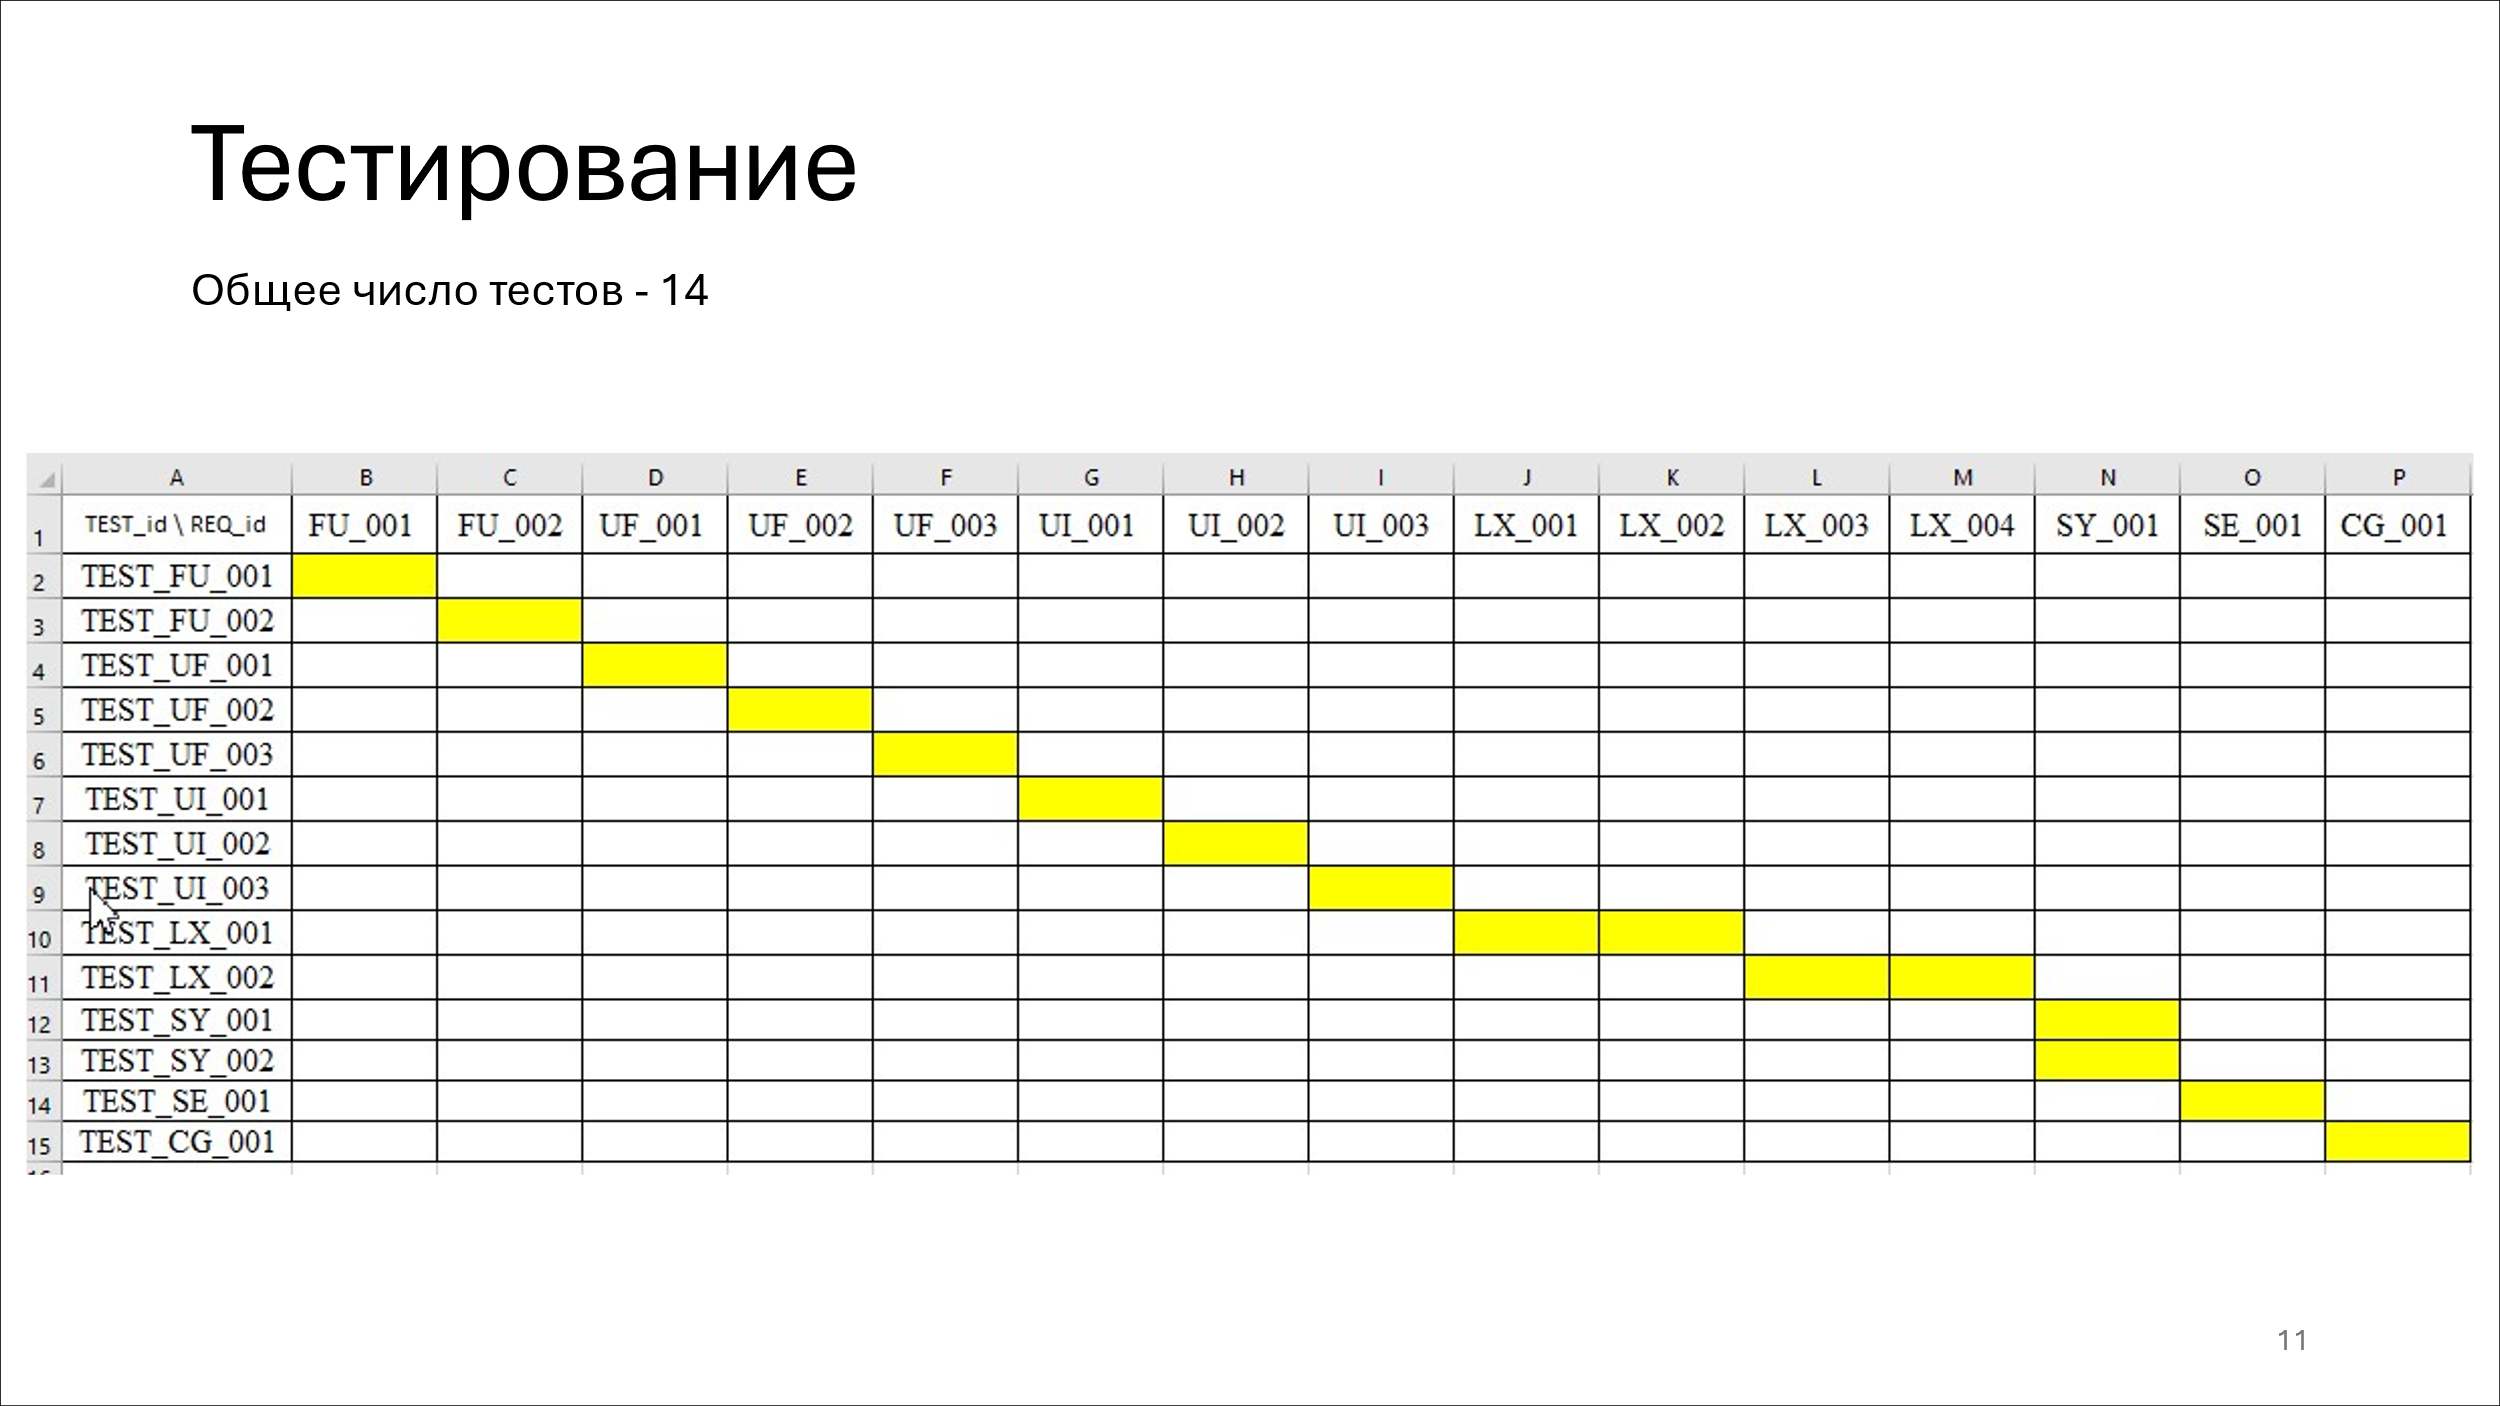 Тестирование
Общее число тестов - 14
A B C D E F G H I J K L M N O P
1 TEST_id \ REQ_id FU_001 FU_002 UF_001 UF_002 UF_003 UI_001 UI_002 UI_003 LX_001 LX_002 LX_003 LX_004 SY_001 SE_001 CG_001
2 TEST_FU_001
3 TEST_FU_002
4 TEST_UF_001
5 TEST_UF_002
6 TEST_UF_003
7 TEST_UI_001
8 TEST_UI_002
9 TEST_UI_003
10 TEST_LX_001
11 TEST_LX_002
12 TEST_SY_001
13 TEST_SY_002
14 TEST_SE_001
15 TEST_CG_001
11